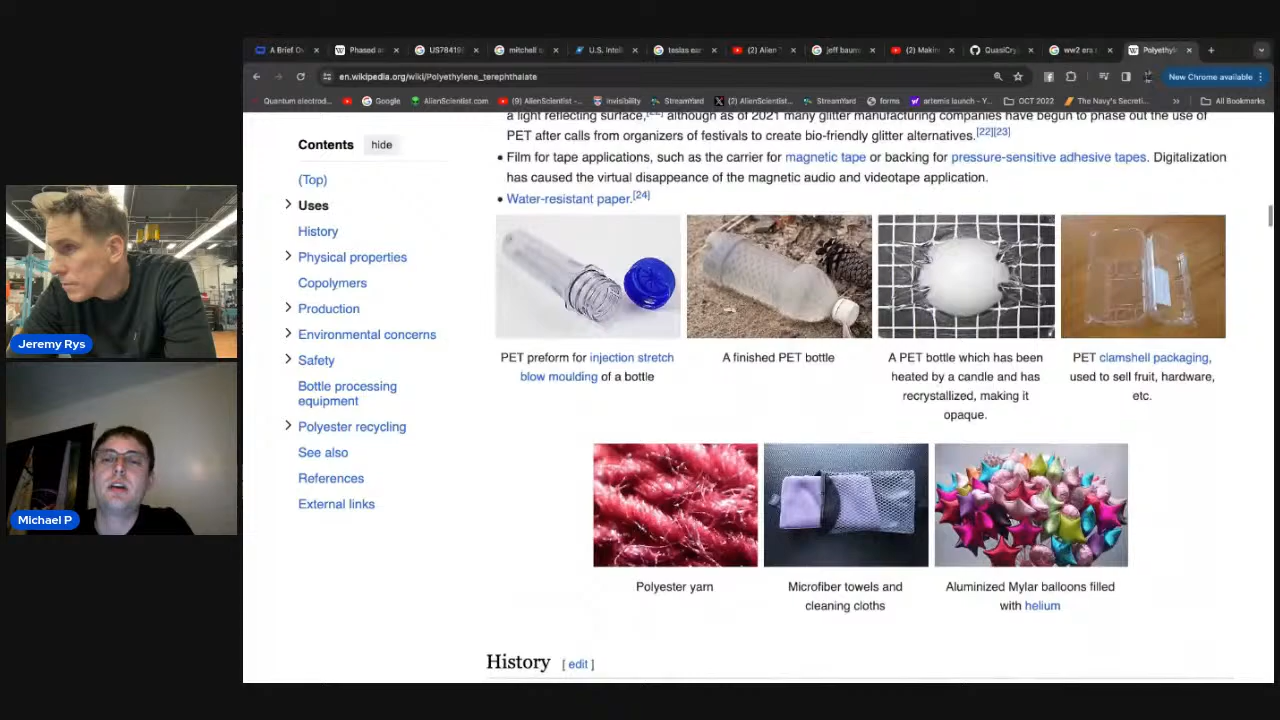 A Brief Ov
Phased a
US78419
mitchell
U.S. Intel
teslas ear
(2) Alien
jeff baum
(2) Makin
QuasiCry
ww2 era s
Polyethyl
en.wikipedia.org/wiki/Polyethylene_terephthalate
New Chrome available
Quantum electrod...
Google
AlienScientist.com
(9) AlienScientist -...
invisibility
StreamYard
(2) AlienScientist...
StreamYard
forms
artemis launch - Y...
OCT 2022
The Navy's Secreti...
»
All Bookmarks
a light reflecting surface,[22] although as of 2021 many glitter manufacturing companies have begun to phase out the use of
PET after calls from organizers of festivals to create bio-friendly glitter alternatives.[22][23]
• Film for tape applications, such as the carrier for magnetic tape or backing for pressure-sensitive adhesive tapes. Digitalization
has caused the virtual disappearance of the magnetic audio and videotape application.
• Water-resistant paper.[24]
Contents hide
(Top)
Uses
History
Physical properties
Copolymers
Production
Environmental concerns
Safety
Bottle processing
equipment
Polyester recycling
See also
References
External links
PET preform for injection stretch
blow moulding of a bottle
A finished PET bottle
A PET bottle which has been
heated by a candle and has
recrystallized, making it
opaque.
PET clamshell packaging,
used to sell fruit, hardware,
etc.
Polyester yarn
Microfiber towels and
cleaning cloths
Aluminized Mylar balloons filled
with helium
History [ edit ]
Jeremy Rys
Michael P